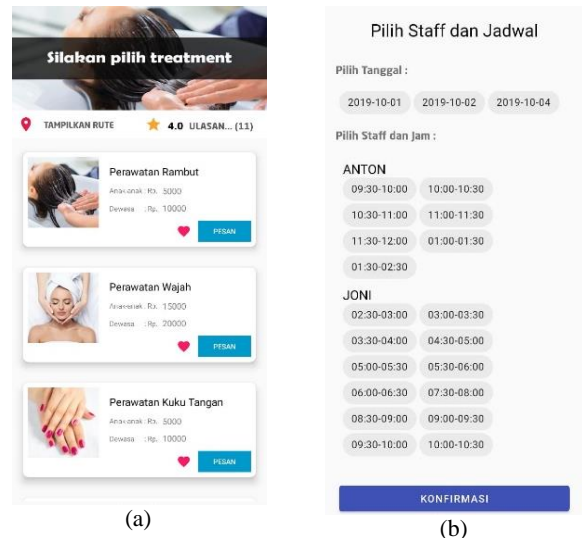 Silakan pilih treatment
TAMPILKAN RUTE 4.0 ULASAN... (11)
Perawatan Rambut
Anak-anak : Rp. 5000
Dewasa : Rp. 10000
PESAN
Perawatan Wajah
Anak-anak : Rp. 15000
Dewasa : Rp. 20000
PESAN
Perawatan Kuku Tangan
Anak-anak : Rp. 5000
Dewasa : Rp. 10000
PESAN
(a)
Pilih Staff dan Jadwal
Pilih Tanggal :
2019-10-01 2019-10-02 2019-10-04
Pilih Staff dan Jam :
ANTON
09:30-10:00 10:00-10:30
10:30-11:00 11:00-11:30
11:30-12:00 01:00-01:30
01:30-02:30
JONI
02:30-03:00 03:00-03:30
03:30-04:00 04:30-05:00
05:00-05:30 05:30-06:00
06:00-06:30 07:30-08:00
08:30-09:00 09:00-09:30
09:30-10:00 10:00-10:30
KONFIRMASI
(b)